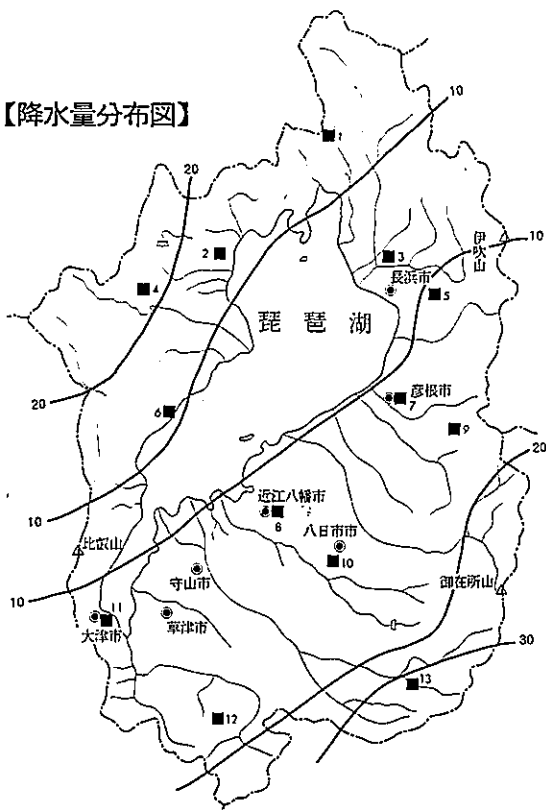 【降水量分布図】
10
20
1
2
3
伊吹山
10
4
長浜市
5
琵琶湖
20
6
彦根市
7
9
20
10
近江八幡市
8
八日市市
比叡山
10
守山市
御在所山
10
11
大津市
草津市
30
13
12